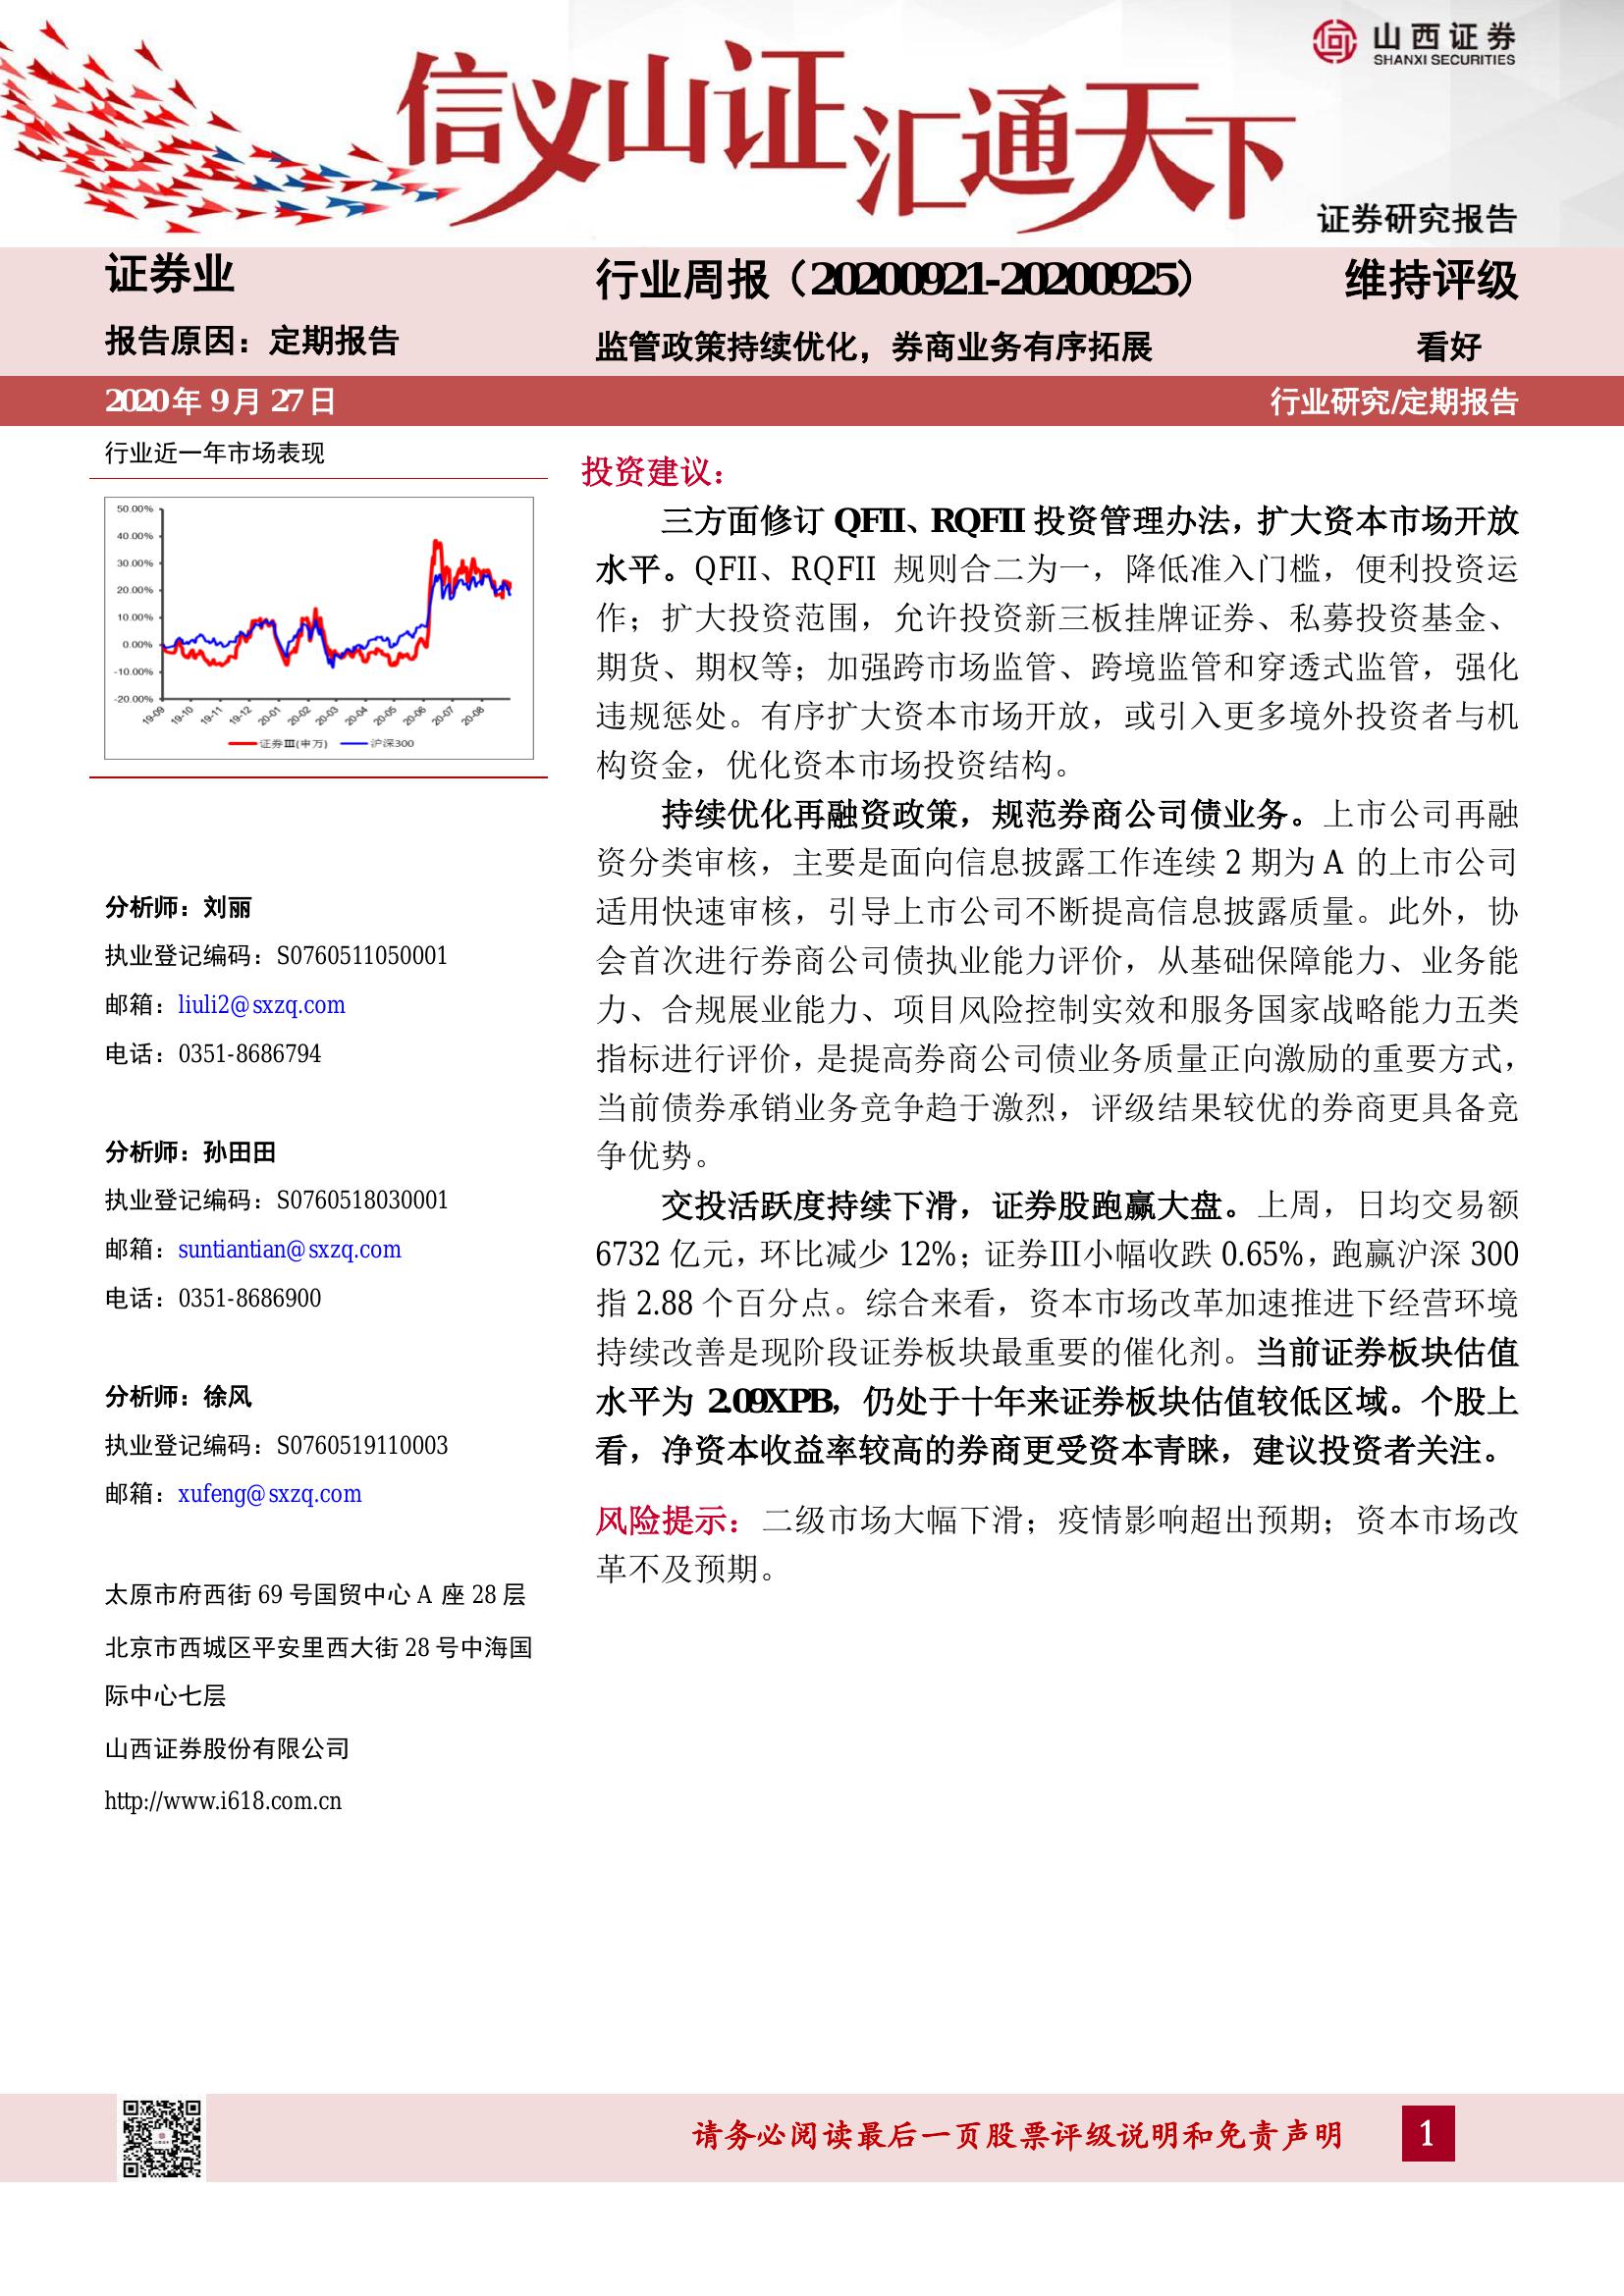 山西证券
SHANXI SECURITIES
信义山证汇通天下
证券研究报告
证券业
行业周报（20200921-20200925）
维持评级
报告原因：定期报告
监管政策持续优化，券商业务有序拓展
看好
2020年9月27日
行业研究/定期报告
行业近一年市场表现
50.00%
40.00%
30.00%
20.00%
10.00%
0.00%
-10.00%
-20.00%
19-09 19-10 19-11 19-12 20-01 20-02 20-03 20-04 20-05 20-06 20-07 20-08
证券Ⅲ(申万) 沪深300
分析师：刘丽
执业登记编码：S0760511050001
邮箱：liuli2@sxzq.com
电话：0351-8686794
分析师：孙田田
执业登记编码：S0760518030001
邮箱：suntiantian@sxzq.com
电话：0351-8686900
分析师：徐风
执业登记编码：S0760519110003
邮箱：xufeng@sxzq.com
太原市府西街69号国贸中心A座28层
北京市西城区平安里西大街28号中海国
际中心七层
山西证券股份有限公司
http://www.i618.com.cn
投资建议：
三方面修订QFII、RQFII投资管理办法，扩大资本市场开放
水平。QFII、RQFII 规则合二为一，降低准入门槛，便利投资运
作；扩大投资范围，允许投资新三板挂牌证券、私募投资基金、
期货、期权等；加强跨市场监管、跨境监管和穿透式监管，强化
违规惩处。有序扩大资本市场开放，或引入更多境外投资者与机
构资金，优化资本市场投资结构。
持续优化再融资政策，规范券商公司债业务。上市公司再融
资分类审核，主要是面向信息披露工作连续2期为A的上市公司
适用快速审核，引导上市公司不断提高信息披露质量。此外，协
会首次进行券商公司债执业能力评价，从基础保障能力、业务能
力、合规展业能力、项目风险控制实效和服务国家战略能力五类
指标进行评价，是提高券商公司债业务质量正向激励的重要方式，
当前债券承销业务竞争趋于激烈，评级结果较优的券商更具备竞
争优势。
交投活跃度持续下滑，证券股跑赢大盘。上周，日均交易额
6732亿元，环比减少12%；证券Ⅲ小幅收跌0.65%，跑赢沪深300
指2.88个百分点。综合来看，资本市场改革加速推进下经营环境
持续改善是现阶段证券板块最重要的催化剂。当前证券板块估值
水平为2.09XPB，仍处于十年来证券板块估值较低区域。个股上
看，净资本收益率较高的券商更受资本青睐，建议投资者关注。
风险提示：二级市场大幅下滑；疫情影响超出预期；资本市场改
革不及预期。
请务必阅读最后一页股票评级说明和免责声明
1